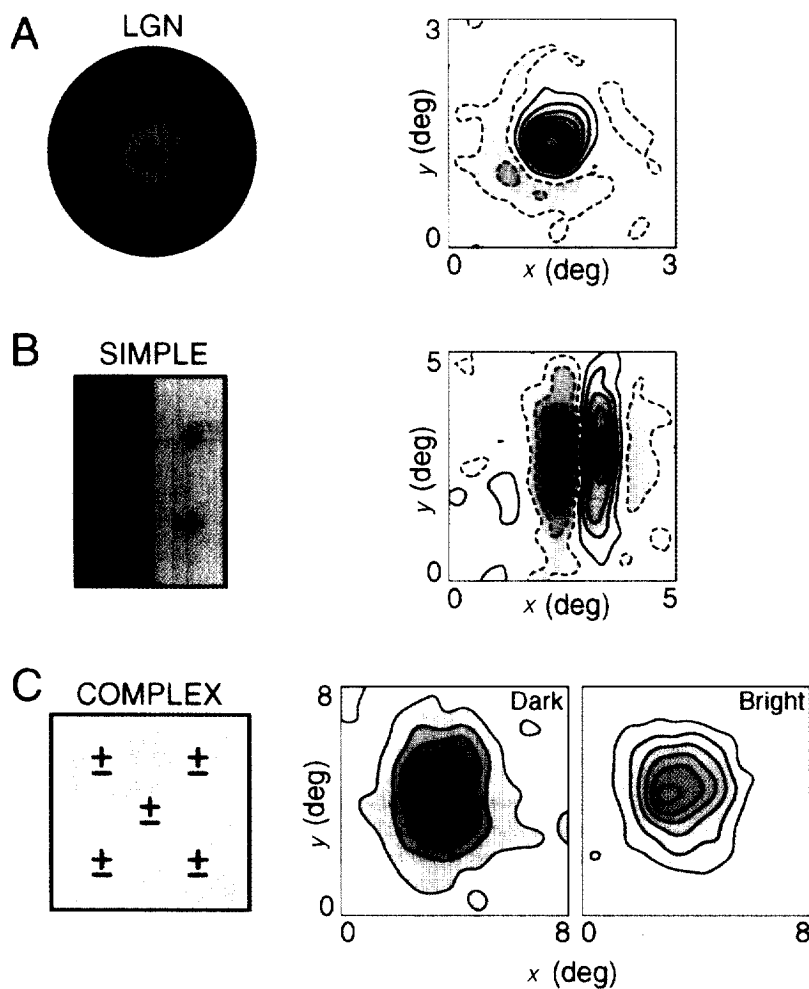 A
LGN
3
y (deg)
0
0
3
x (deg)
B
SIMPLE
5
y (deg)
0
0
5
x (deg)
C
COMPLEX
± ±
±
± ±
8
Dark
Bright
y (deg)
0
0
8
0
8
x (deg)